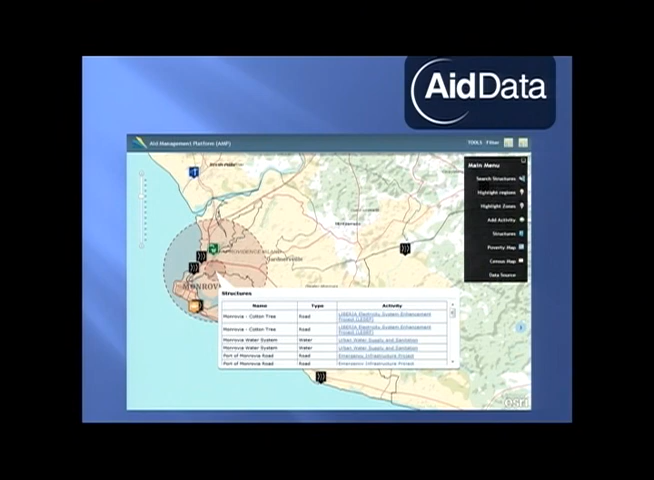 AidData
Aid Management Platform (AMP)
TOOLS Filter
Main Menu
Search Structures
Highlight regions
Highlight Zones
Add Activity
Structures
Poverty Map
Census Map
Data Source
MONROV
Structures
Name Type Activity
Monrovia - Cotton Tree Road LIBERIA Electricity System Enhancement Project (LESEP)
Monrovia - Cotton Tree Road LIBERIA Electricity System Enhancement Project (LESEP)
Monrovia Water System Water Urban Water Supply and Sanitation
Monrovia Water System Water Urban Water Supply and Sanitation
Port of Monrovia Road Road Emergency Infrastructure Project
Port of Monrovia Road Road Emergency Infrastructure Project
esri